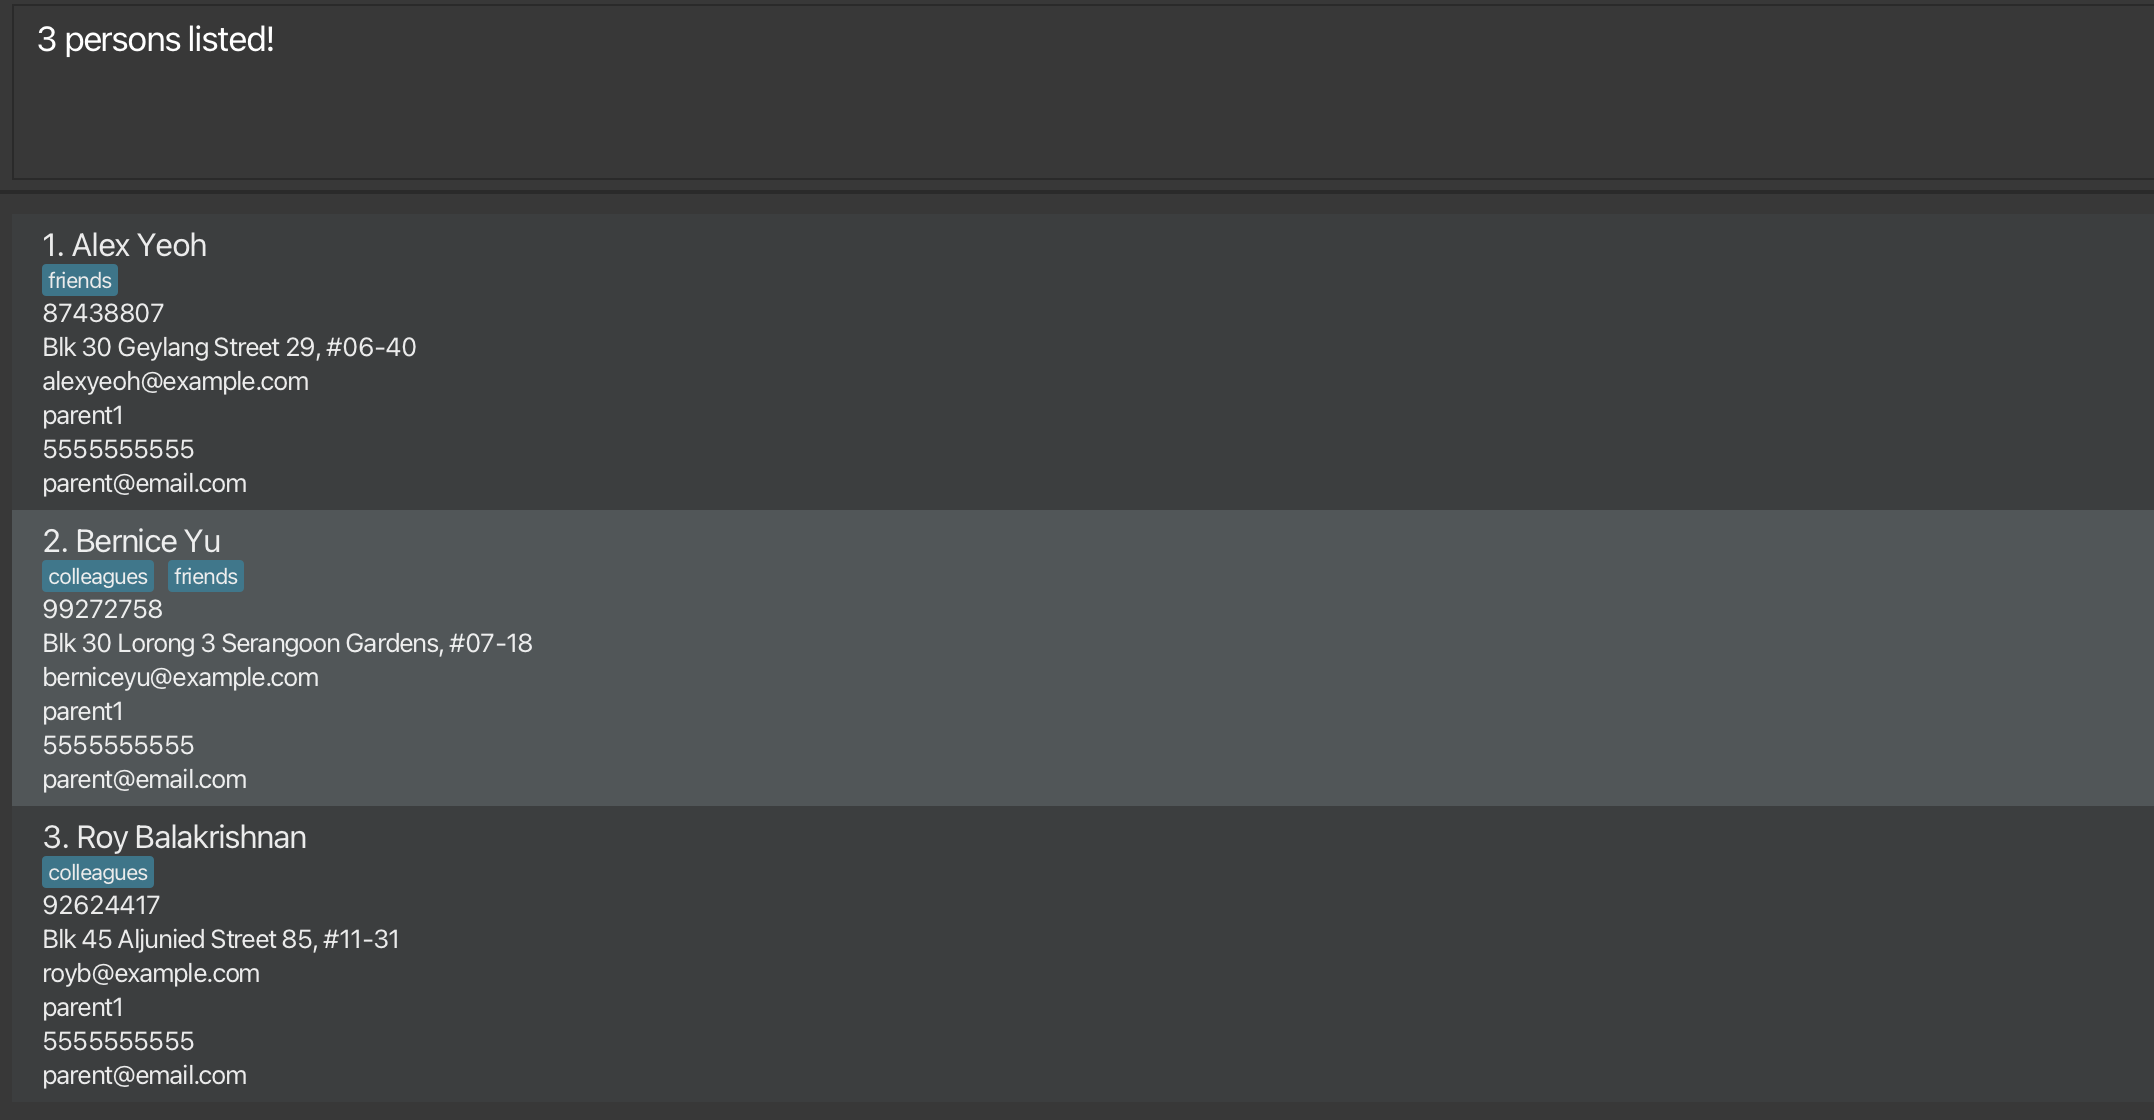 3 persons listed!
1. Alex Yeoh
friends
87438807
Blk 30 Geylang Street 29, #06-40
alexyeoh@example.com
parent1
5555555555
parent@email.com
2. Bernice Yu
colleagues friends
99272758
Blk 30 Lorong 3 Serangoon Gardens, #07-18
berniceyu@example.com
parent1
5555555555
parent@email.com
3. Roy Balakrishnan
colleagues
92624417
Blk 45 Aljunied Street 85, #11-31
royb@example.com
parent1
5555555555
parent@email.com